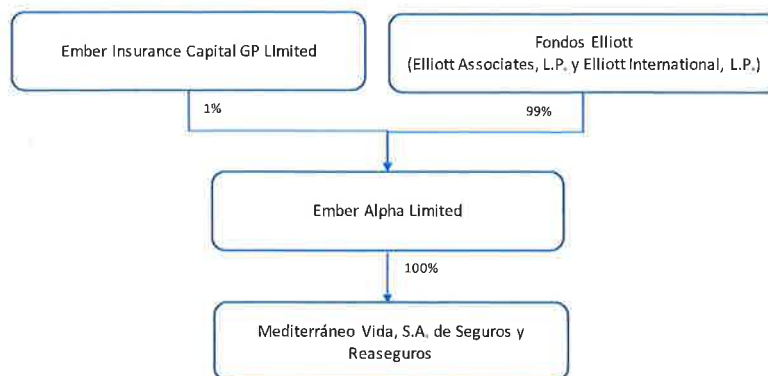 Ember Insurance Capital GP LImited
Fondos Elliott
(Elliott Associates, L.P. y Elliott International, L.P.)
1%
99%
Ember Alpha Limited
100%
Mediterráneo Vida, S.A. de Seguros y
Reaseguros